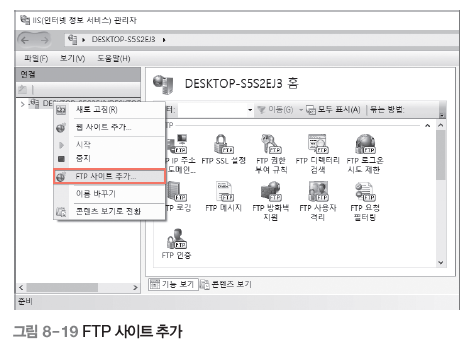 IIS(인터넷 정보 서비스) 관리자
DESKTOP-S5S2EJ3
파일(F) 보기(V) 도움말(H)
연결
DESKTOP-S5S2EJ3 홈
새로 고침(R)
웹 사이트 추가...
시작
중지
FTP 사이트 추가...
이름 바꾸기
콘텐츠 보기로 전환
터:
이동(G)
모두 표시(A)
묶는 방법:
FTP
P IP 주소 FTP SSL 설정 FTP 권한 FTP 디렉터리 FTP 로그온
도메인... 부여 규칙 검색 시도 제한
P 로깅 FTP 메시지 FTP 방화벽 FTP 사용자 FTP 요청
지원 격리 필터링
FTP 인증
기능 보기 콘텐츠 보기
준비
그림 8-19 FTP 사이트 추가